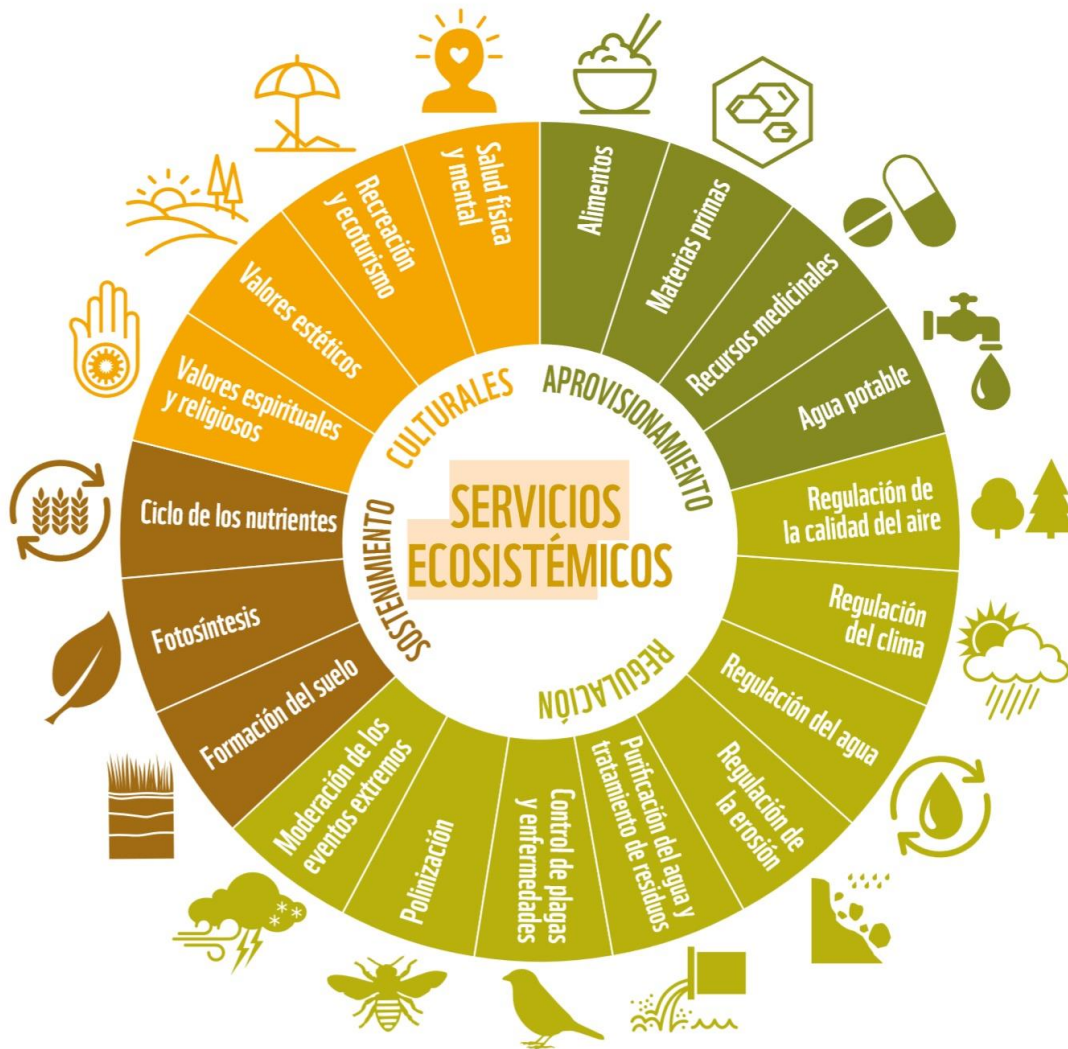 SERVICIOS
ECOSISTÉMICOS
APROVISIONAMIENTO
Alimentos
Materias primas
Recursos medicinales
Agua potable
REGULACIÓN
Regulación de
la calidad del aire
Regulación
del clima
Regulación del agua
Regulación de
la erosión
Purificación del agua y
tratamiento de residuos
Control de plagas
y enfermedades
Polinización
Moderación de los
eventos extremos
SOSTENIMIENTO
Formación del suelo
Fotosíntesis
Ciclo de los nutrientes
CULTURALES
Valores espirituales
y religiosos
Valores estéticos
Recreación
y ecoturismo
Salud física
y mental